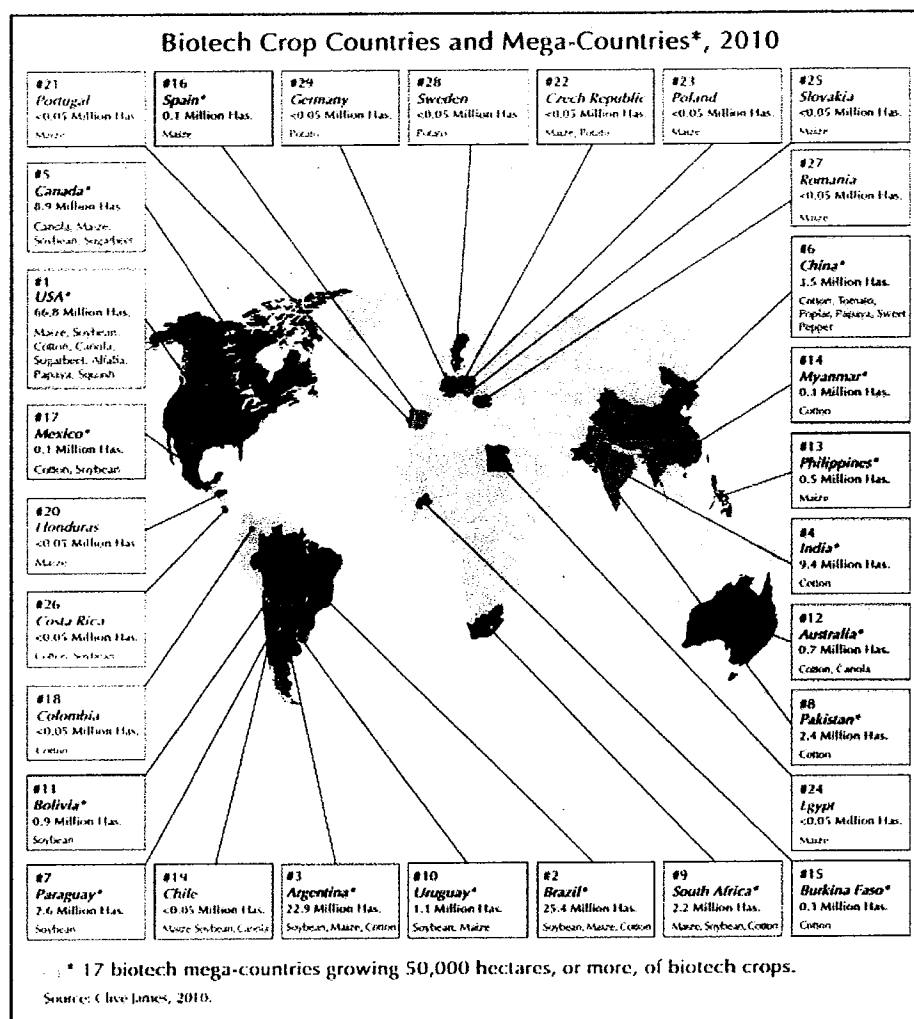 Biotech Crop Countries and Mega-Countries*, 2010
#21
Portugal
<0.05 Million Has.
Maize
#16
Spain*
0.1 Million Has.
Maize
#29
Germany
<0.05 Million Has.
Potato
#28
Sweden
<0.05 Million Has.
Potato
#22
Czech Republic
<0.05 Million Has.
Maize, Potato
#23
Poland
<0.05 Million Has.
Maize
#25
Slovakia
<0.05 Million Has.
Maize
#5
Canada*
8.9 Million Has.
Canola, Maize,
Soybean, Sugarbeet
#27
Romania
<0.05 Million Has.
Maize
#1
USA*
66.8 Million Has.
Maize, Soybean,
Cotton, Canola,
Sugarbeet, Alfalfa,
Papaya, Squash
#6
China*
3.5 Million Has.
Cotton, Tomato,
Poplar, Papaya, Sweet
Pepper
#17
Mexico*
0.1 Million Has.
Cotton, Soybean
#14
Myanmar*
0.3 Million Has.
Cotton
#13
Philippines*
0.5 Million Has.
Maize
#20
Honduras
<0.05 Million Has.
Maize
#4
India*
9.4 Million Has.
Cotton
#26
Costa Rica
<0.05 Million Has.
Cotton, Soybean
#12
Australia*
0.7 Million Has.
Cotton, Canola
#18
Colombia
<0.05 Million Has.
Cotton
#8
Pakistan*
2.4 Million Has.
Cotton
#11
Bolivia*
0.9 Million Has.
Soybean
#24
Egypt
<0.05 Million Has.
Maize
#7
Paraguay*
2.6 Million Has.
Soybean
#19
Chile
<0.05 Million Has.
Maize, Soybean, Canola
#3
Argentina*
22.9 Million Has.
Soybean, Maize, Cotton
#10
Uruguay*
1.1 Million Has.
Soybean, Maize
#2
Brazil*
25.4 Million Has.
Soybean, Maize, Cotton
#9
South Africa*
2.2 Million Has.
Maize, Soybean, Cotton
#15
Burkina Faso*
0.3 Million Has.
Cotton
* 17 biotech mega-countries growing 50,000 hectares, or more, of biotech crops.
Source: Clive James, 2010.